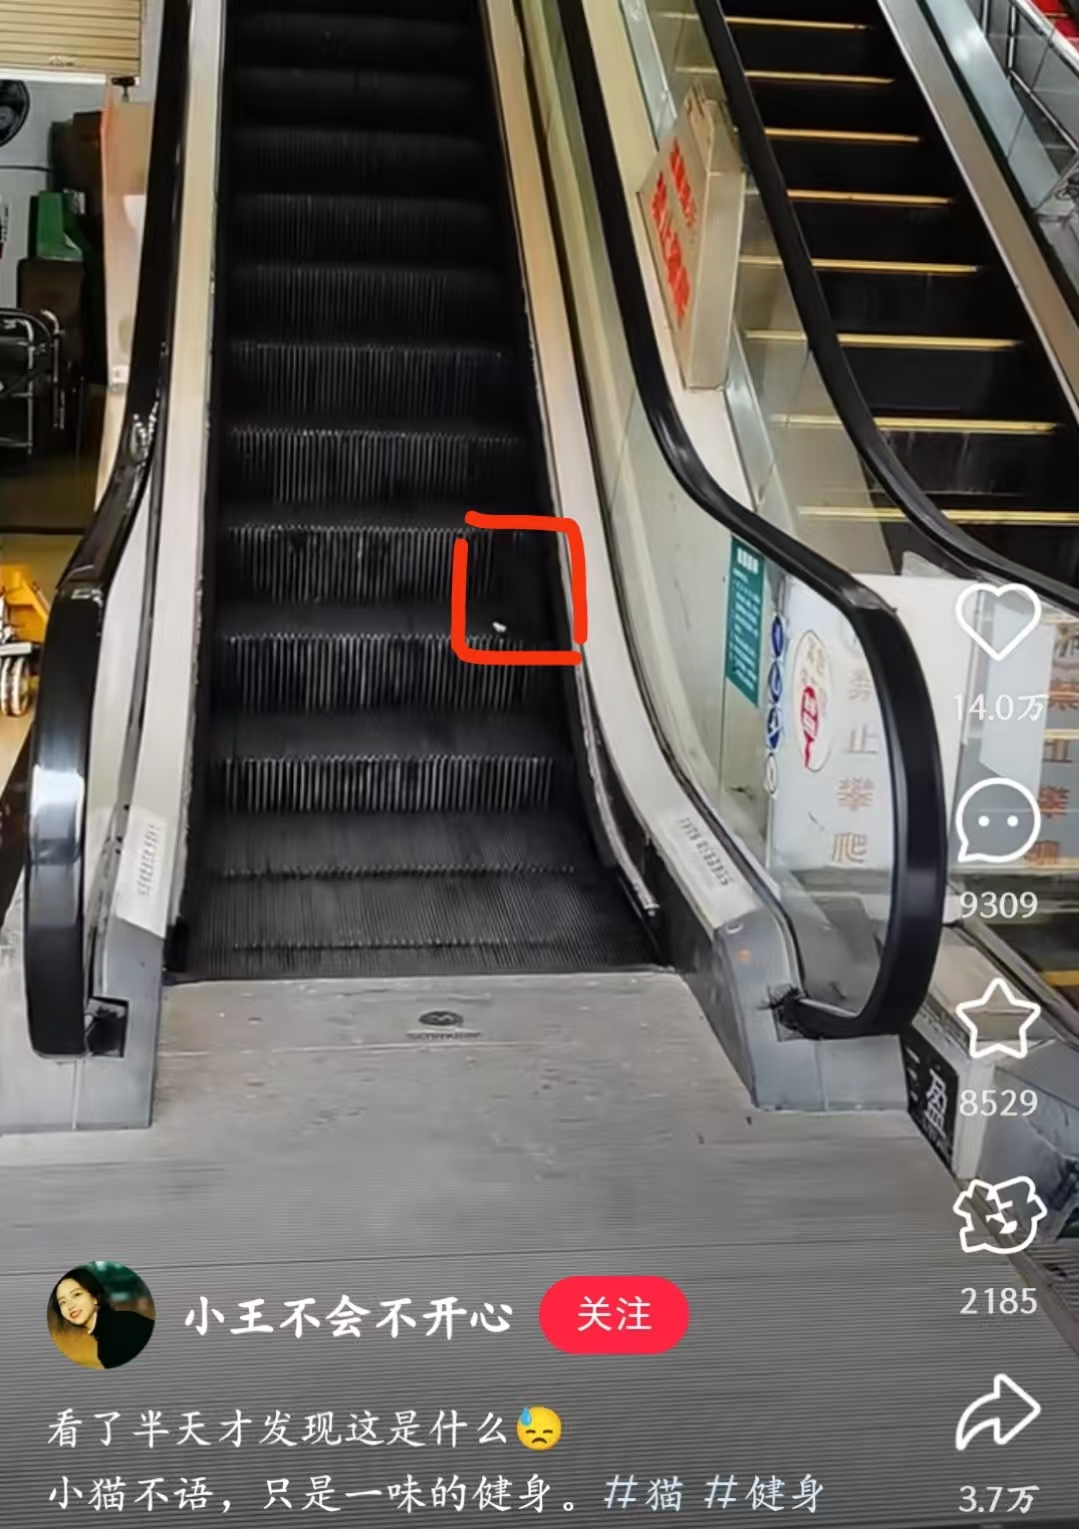 禁
止
攀
爬
14.0万
9309
8529
2185
小王不会不开心 关注
看了半天才发现这是什么😓
小猫不语，只是一味的健身。#猫 #健身
3.7万